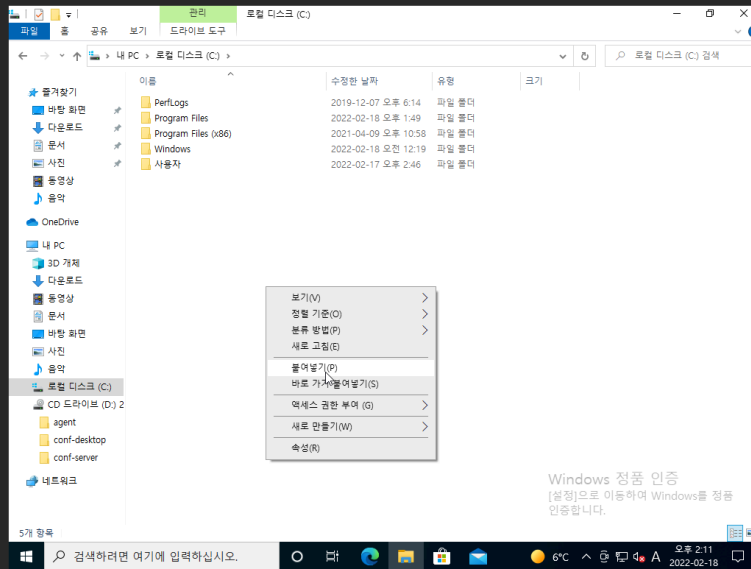 관리
로컬 디스크 (C:)
파일 홈 공유 보기 드라이브 도구
내 PC 로컬 디스크 (C:)
로컬 디스크 (C:) 검색
이름 수정한 날짜 유형 크기
PerfLogs 2019-12-07 오후 6:14 파일 폴더
Program Files 2022-02-18 오후 1:49 파일 폴더
Program Files (x86) 2021-04-09 오후 10:58 파일 폴더
Windows 2022-02-18 오전 12:19 파일 폴더
사용자 2022-02-17 오후 2:46 파일 폴더
즐겨찾기
바탕 화면
다운로드
문서
사진
동영상
음악
OneDrive
내 PC
3D 개체
다운로드
동영상
문서
바탕 화면
사진
음악
로컬 디스크 (C:)
CD 드라이브 (D:) 2
agent
conf-desktop
conf-server
네트워크
보기(V)
정렬 기준(O)
분류 방법(P)
새로 고침(E)
붙여넣기(P)
바로 가기 붙여넣기(S)
액세스 권한 부여 (G)
새로 만들기(W)
속성(R)
Windows 정품 인증
[설정]으로 이동하여 Windows를 정품
인증합니다.
5개 항목
검색하려면 여기에 입력하십시오.
6°C
A
오후 2:11
2022-02-18